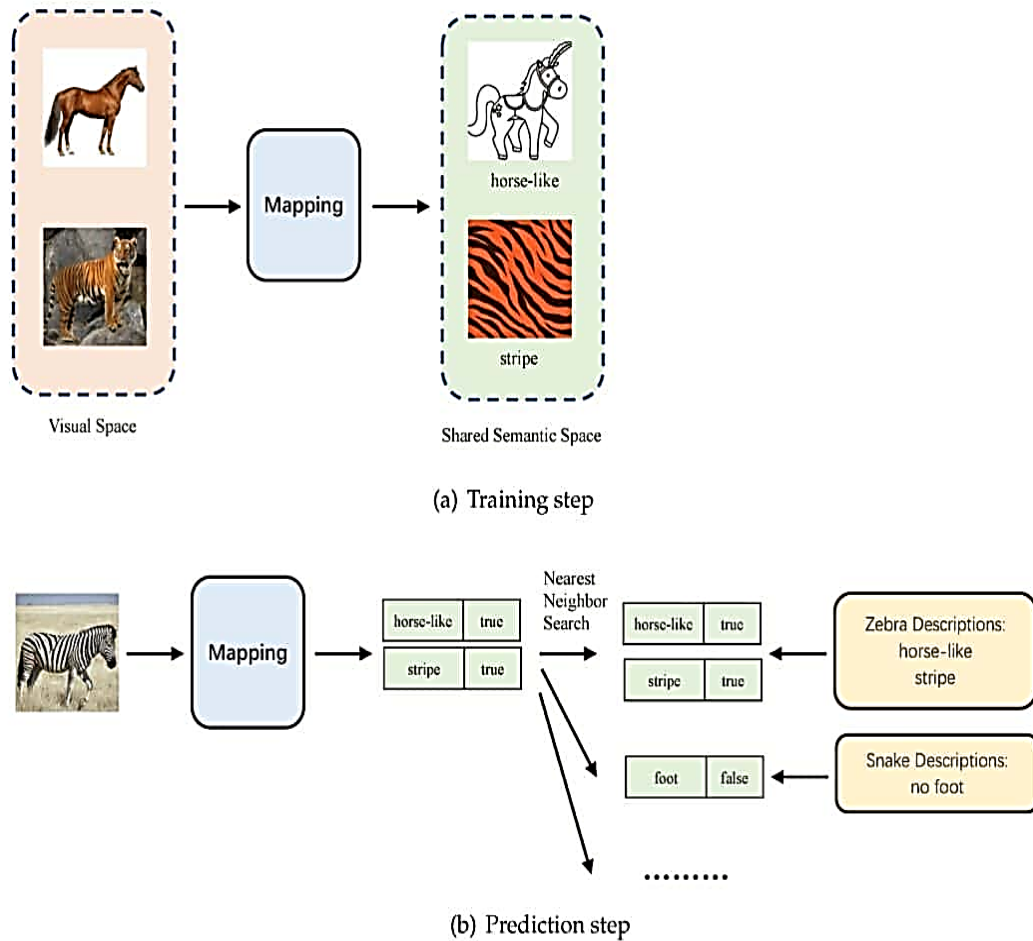 horse-like
Mapping
stripe
Visual Space
Shared Semantic Space
(a) Training step
Nearest
Neighbor
Search
Mapping
horse-like true
stripe true
horse-like true
stripe true
Zebra Descriptions:
horse-like
stripe
foot false
Snake Descriptions:
no foot
.........
(b) Prediction step